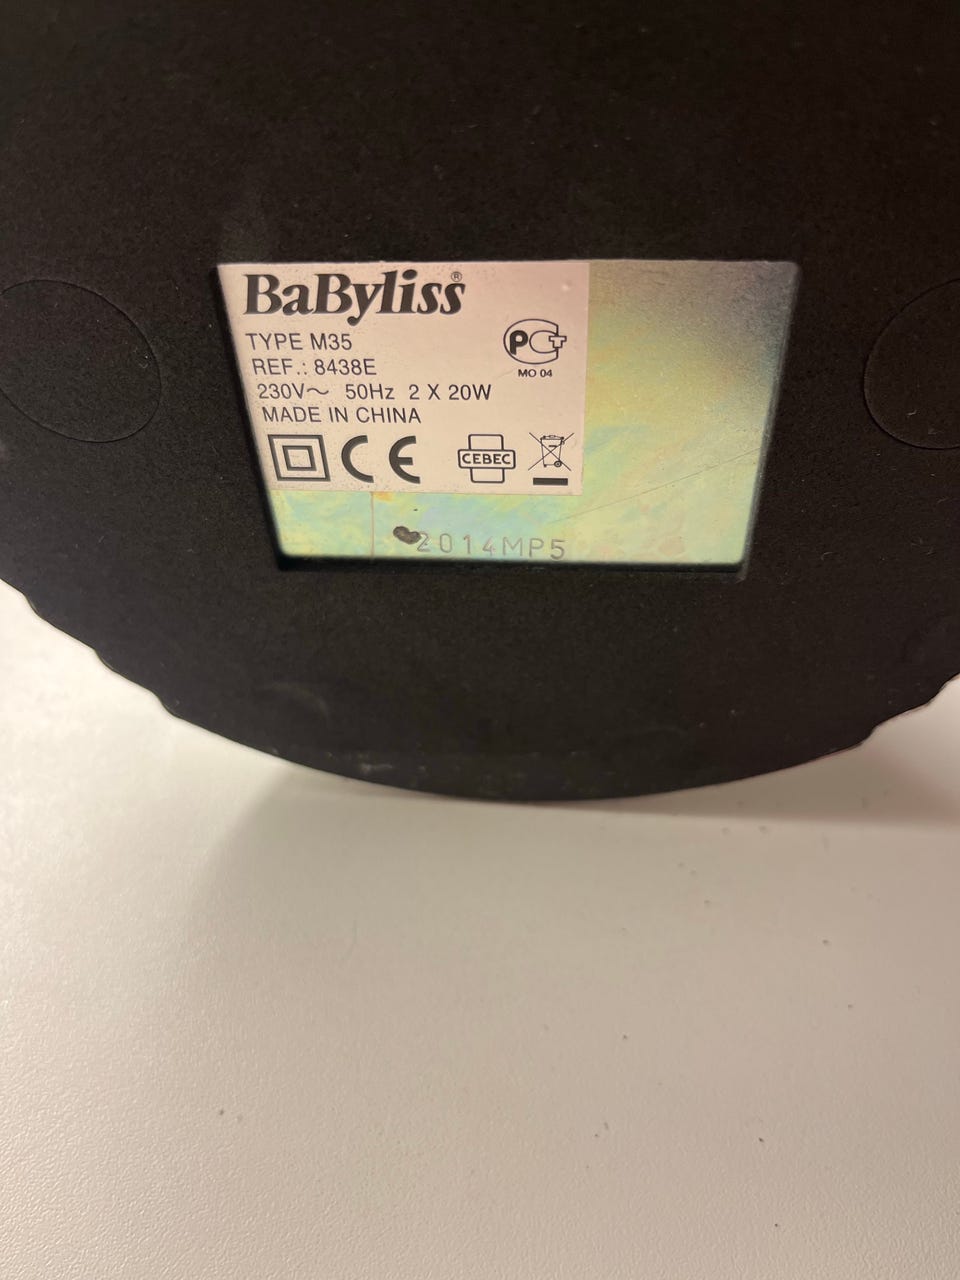 BaByliss®
TYPE M35
REF.: 8438E
230V~ 50Hz 2 X 20W
MADE IN CHINA
PCT
MO 04
CE
CEBEC
2014MP5